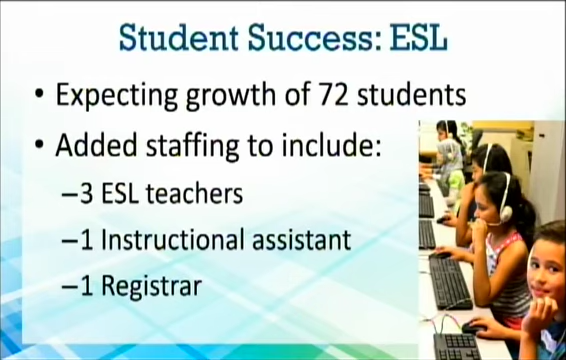 Student Success: ESL
• Expecting growth of 72 students
• Added staffing to include:
–3 ESL teachers
–1 Instructional assistant
–1 Registrar